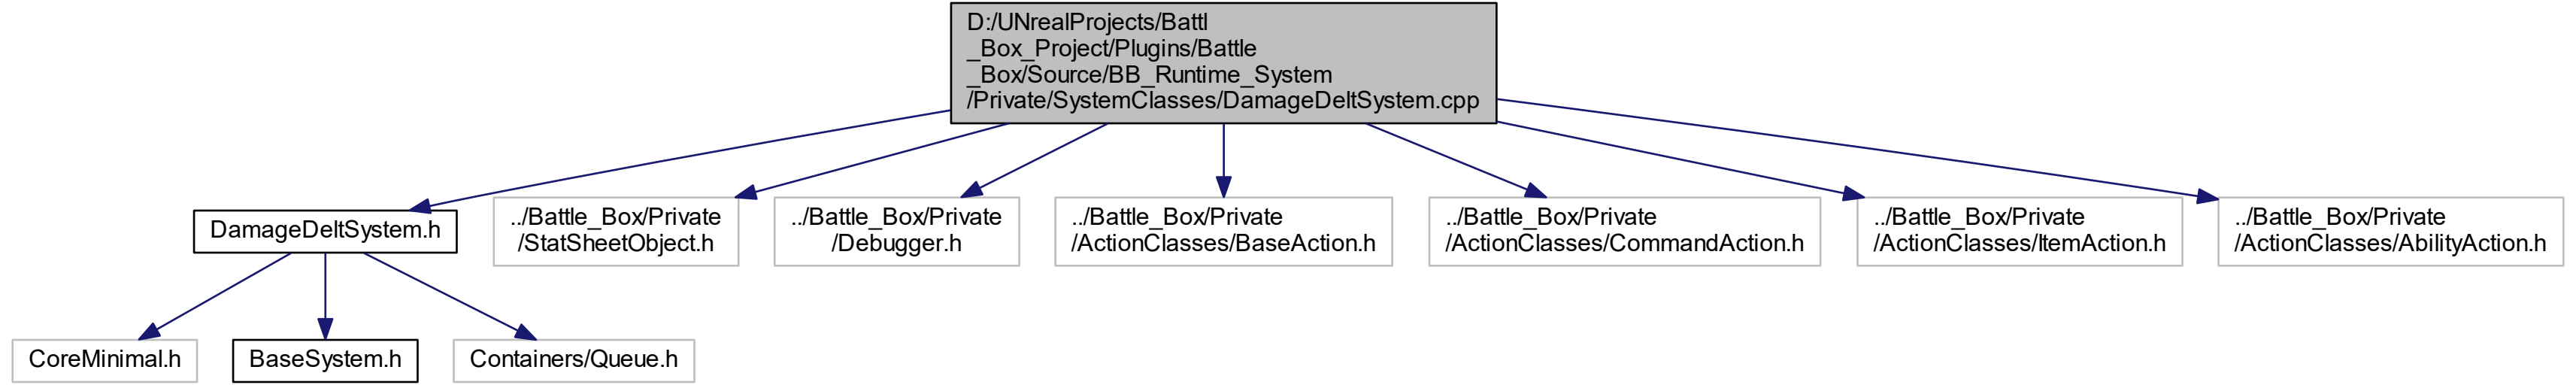 D:/UNrealProjects/Battl
_Box_Project/Plugins/Battle
_Box/Source/BB_Runtime_System
/Private/SystemClasses/DamageDeltSystem.cpp
DamageDeltSystem.h
../Battle_Box/Private
/StatSheetObject.h
../Battle_Box/Private
/Debugger.h
../Battle_Box/Private
/ActionClasses/BaseAction.h
../Battle_Box/Private
/ActionClasses/CommandAction.h
../Battle_Box/Private
/ActionClasses/ItemAction.h
../Battle_Box/Private
/ActionClasses/AbilityAction.h
CoreMinimal.h
BaseSystem.h
Containers/Queue.h